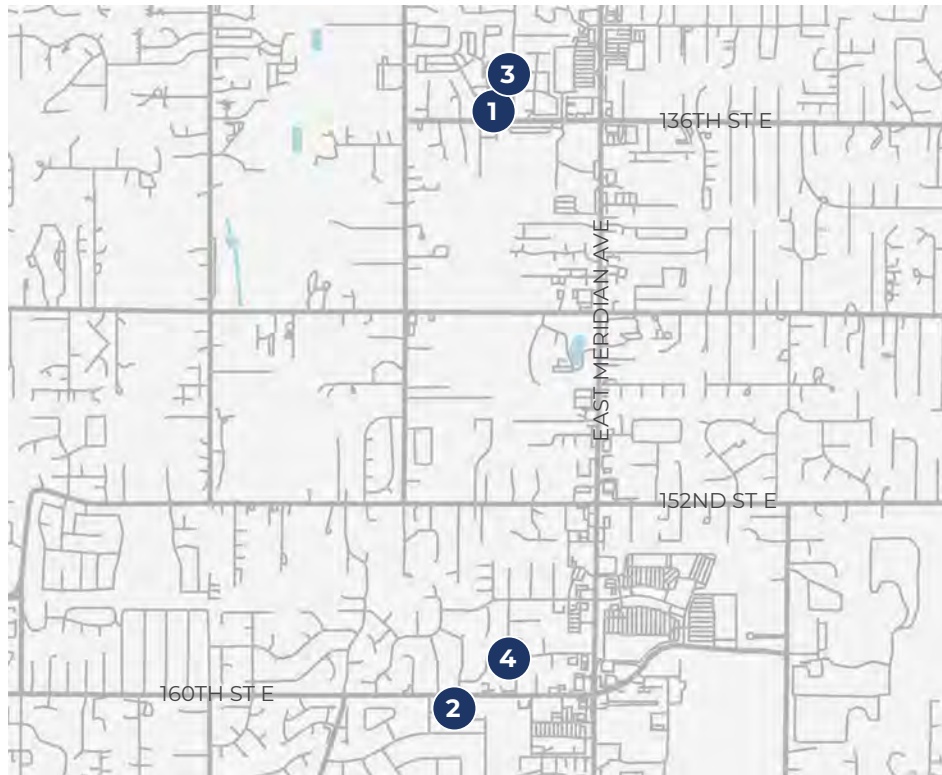 3
1
136TH ST E
EAST MERIDIAN AVE
152ND ST E
4
160TH ST E
2